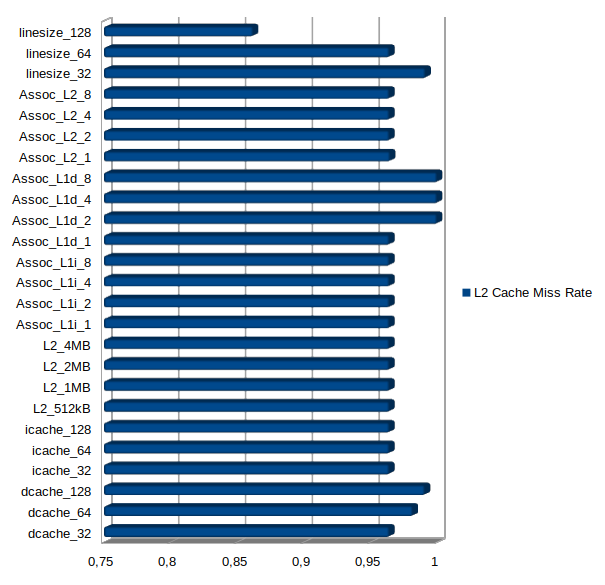 linesize_128
linesize_64
linesize_32
Assoc_L2_8
Assoc_L2_4
Assoc_L2_2
Assoc_L2_1
Assoc_L1d_8
Assoc_L1d_4
Assoc_L1d_2
Assoc_L1d_1
Assoc_L1i_8
Assoc_L1i_4
Assoc_L1i_2
Assoc_L1i_1
L2_4MB
L2_2MB
L2_1MB
L2_512kB
icache_128
icache_64
icache_32
dcache_128
dcache_64
dcache_32
0,75 0,8 0,85 0,9 0,95 1
L2 Cache Miss Rate